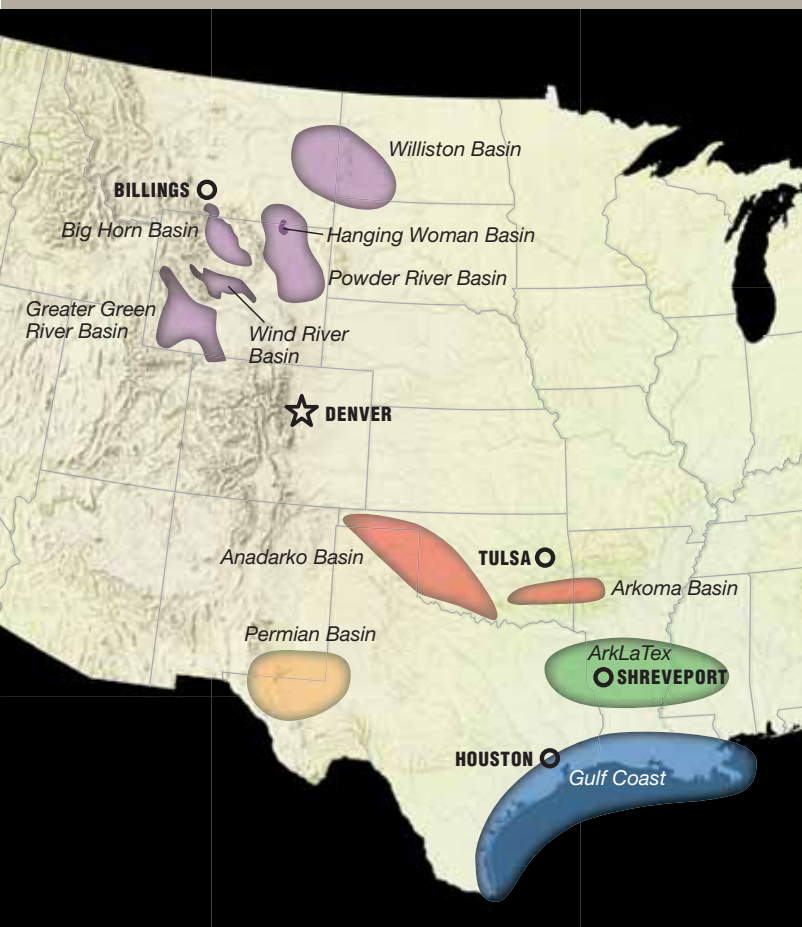 Williston Basin
BILLINGS
Big Horn Basin
Hanging Woman Basin
Powder River Basin
Greater Green
River Basin
Wind River
Basin
DENVER
Anadarko Basin
TULSA
Arkoma Basin
Permian Basin
ArkLaTex
SHREVEPORT
HOUSTON
Gulf Coast